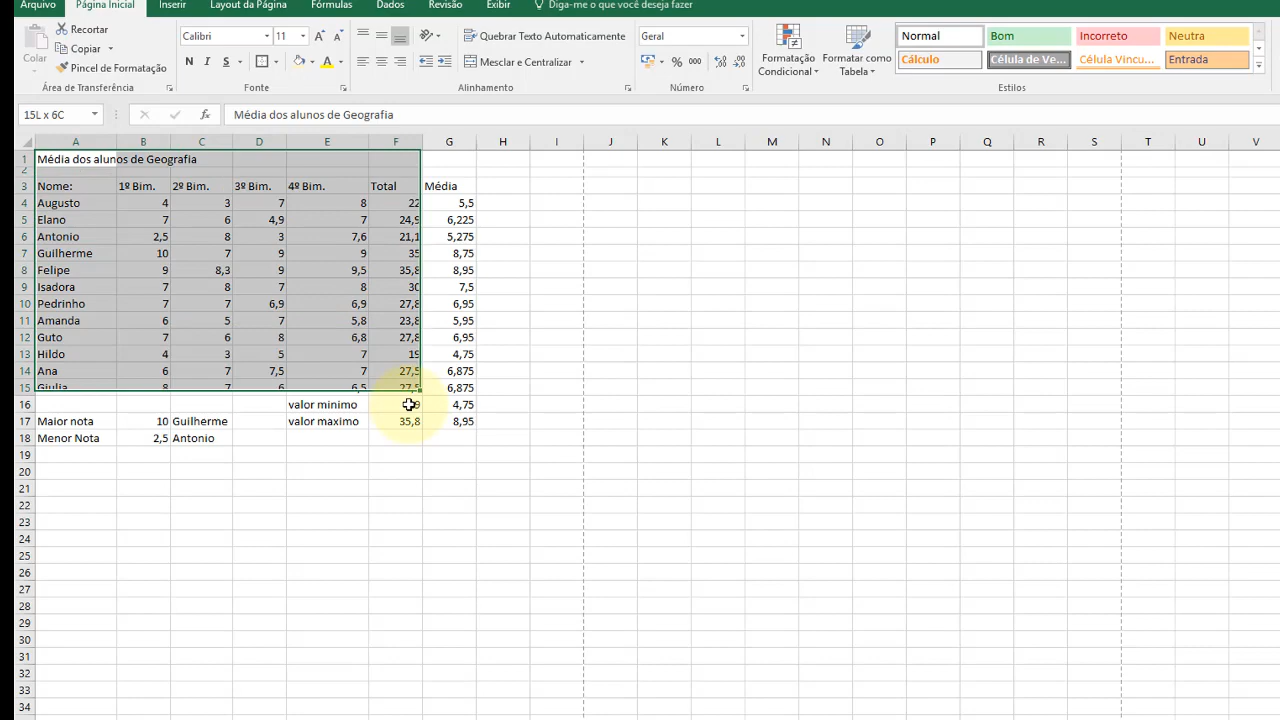 Arquivo Página Inicial Inserir Layout da Página Fórmulas Dados Revisão Exibir Diga-me o que você deseja fazer
Colar
Recortar
Copiar
Pincel de Formatação
Área de Transferência
Calibri 11
N I S
Fonte
Quebrar Texto Automaticamente
Mesclar e Centralizar
Alinhamento
Geral
% 000
Número
Formatação Condicional
Formatar como Tabela
Normal Bom Incorreto Neutra
Cálculo Célula de Ve... Célula Vincu... Entrada
Estilos
15L x 6C fx Média dos alunos de Geografia
A B C D E F G H I J K L M N O P Q R S T U V
1 Média dos alunos de Geografia
2
3 Nome: 1º Bim. 2º Bim. 3º Bim. 4º Bim. Total Média
4 Augusto 4 3 7 8 22 5,5
5 Elano 7 6 4,9 7 24,9 6,225
6 Antonio 2,5 8 3 7,6 21,1 5,275
7 Guilherme 10 7 9 9 35 8,75
8 Felipe 9 8,3 9 9,5 35,8 8,95
9 Isadora 7 8 7 8 30 7,5
10 Pedrinho 7 7 6,9 6,9 27,8 6,95
11 Amanda 6 5 7 5,8 23,8 5,95
12 Guto 7 6 8 6,8 27,8 6,95
13 Hildo 4 3 5 7 19 4,75
14 Ana 6 7 7,5 7 27,5 6,875
15 Giulia 8 7 6 6,5 27,5 6,875
16 valor minimo 4,75
17 Maior nota 10 Guilherme valor maximo 35,8 8,95
18 Menor Nota 2,5 Antonio
19
20
21
22
23
24
25
26
27
28
29
30
31
32
33
34